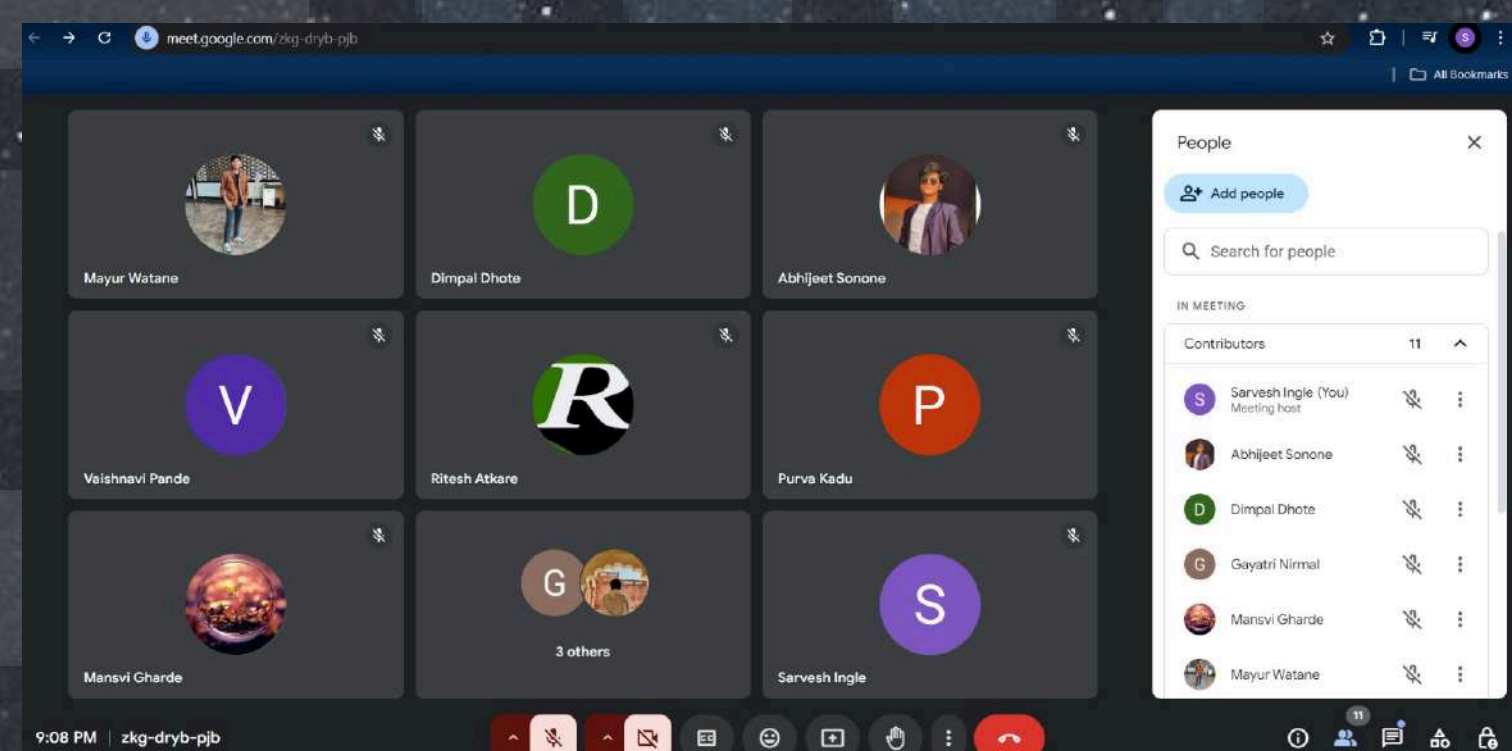 meet.google.com/zkg-dryb-pjb
S
All Bookmarks
Mayur Watane
D
Dimpal Dhote
Abhijeet Sonone
V
Vaishnavi Pande
R
Ritesh Atkare
P
Purva Kadu
Mansvi Gharde
G
3 others
S
Sarvesh Ingle
People
Add people
Search for people
IN MEETING
Contributors 11
S Sarvesh Ingle (You)
Meeting host
Abhijeet Sonone
D Dimpal Dhote
G Gayatri Nirmal
Mansvi Gharde
Mayur Watane
9:08 PM | zkg-dryb-pjb
11